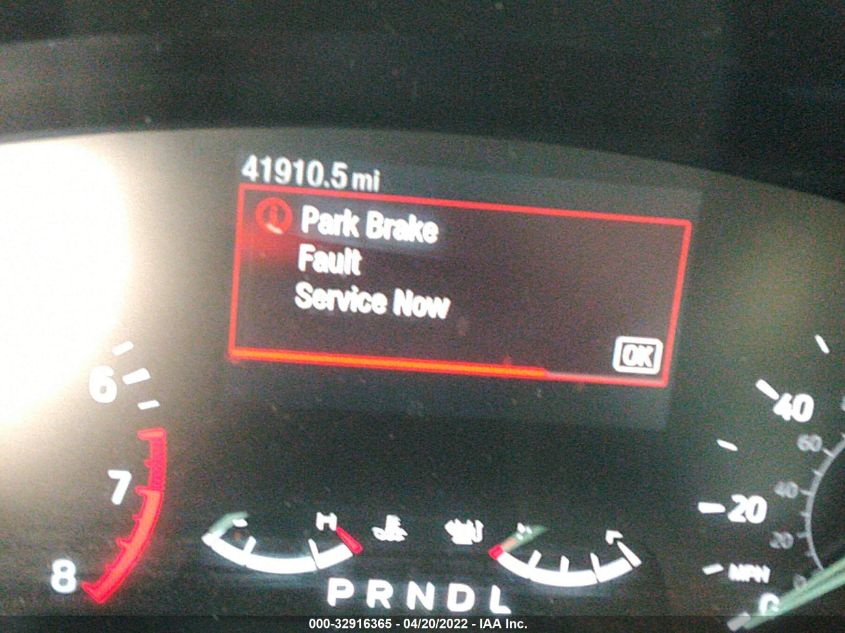 41910.5 mi
Park Brake
Fault
Service Now
OK
6
7
8
H
40
60
40
20
20
MPH
0
PRNDL
000-32916365 - 04/20/2022 - IAA Inc.